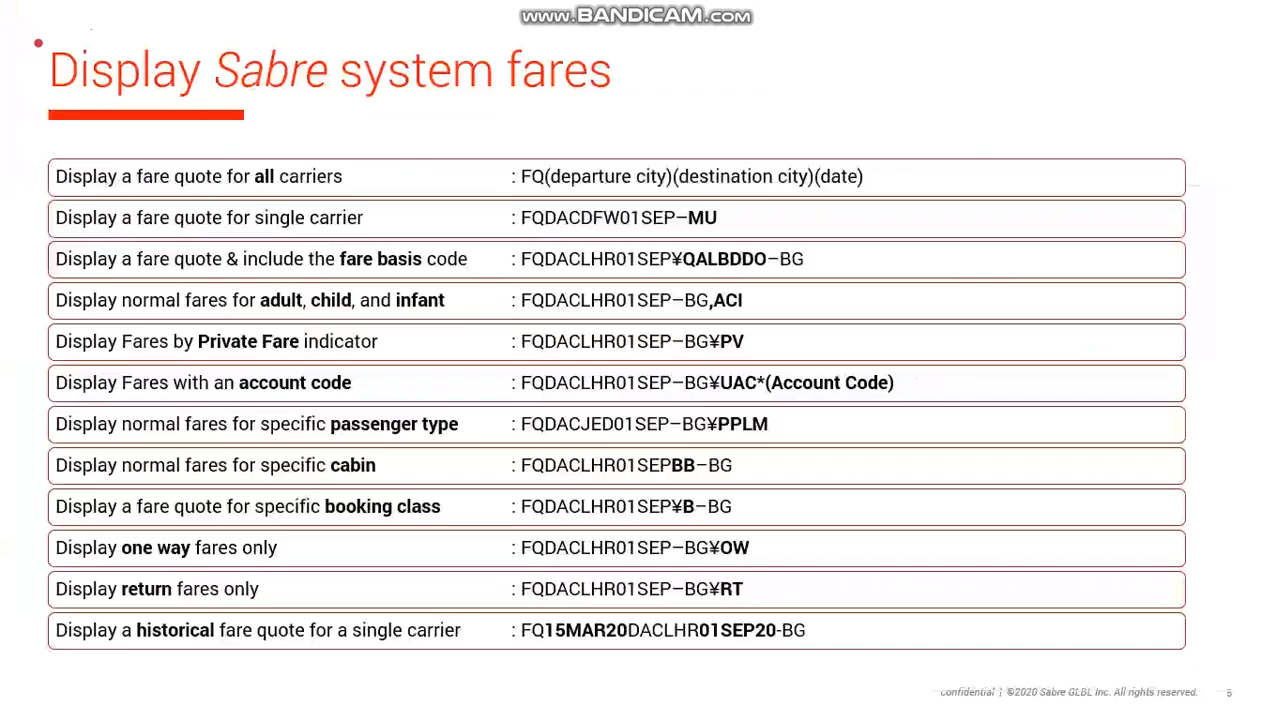 www.BANDICAM.com
Display Sabre system fares
Display a fare quote for all carriers : FQ(departure city)(destination city)(date)
Display a fare quote for single carrier : FQDACDFW01SEP–MU
Display a fare quote & include the fare basis code : FQDACLHR01SEP¥QALBDDO–BG
Display normal fares for adult, child, and infant : FQDACLHR01SEP–BG,ACI
Display Fares by Private Fare indicator : FQDACLHR01SEP–BG¥PV
Display Fares with an account code : FQDACLHR01SEP–BG¥UAC*(Account Code)
Display normal fares for specific passenger type : FQDACJED01SEP–BG¥PPLM
Display normal fares for specific cabin : FQDACLHR01SEPBB–BG
Display a fare quote for specific booking class : FQDACLHR01SEP¥B–BG
Display one way fares only : FQDACLHR01SEP–BG¥OW
Display return fares only : FQDACLHR01SEP–BG¥RT
Display a historical fare quote for a single carrier : FQ15MAR20DACLHR01SEP20-BG
Confidential | ©2020 Sabre GLBL Inc. All rights reserved.